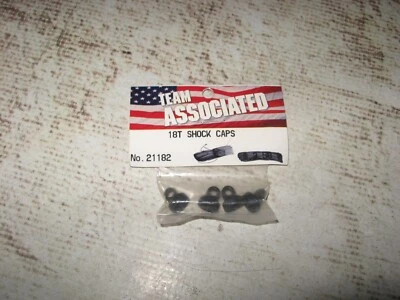 TEAM
ASSOCIATED
18T SHOCK CAPS
No. 21182